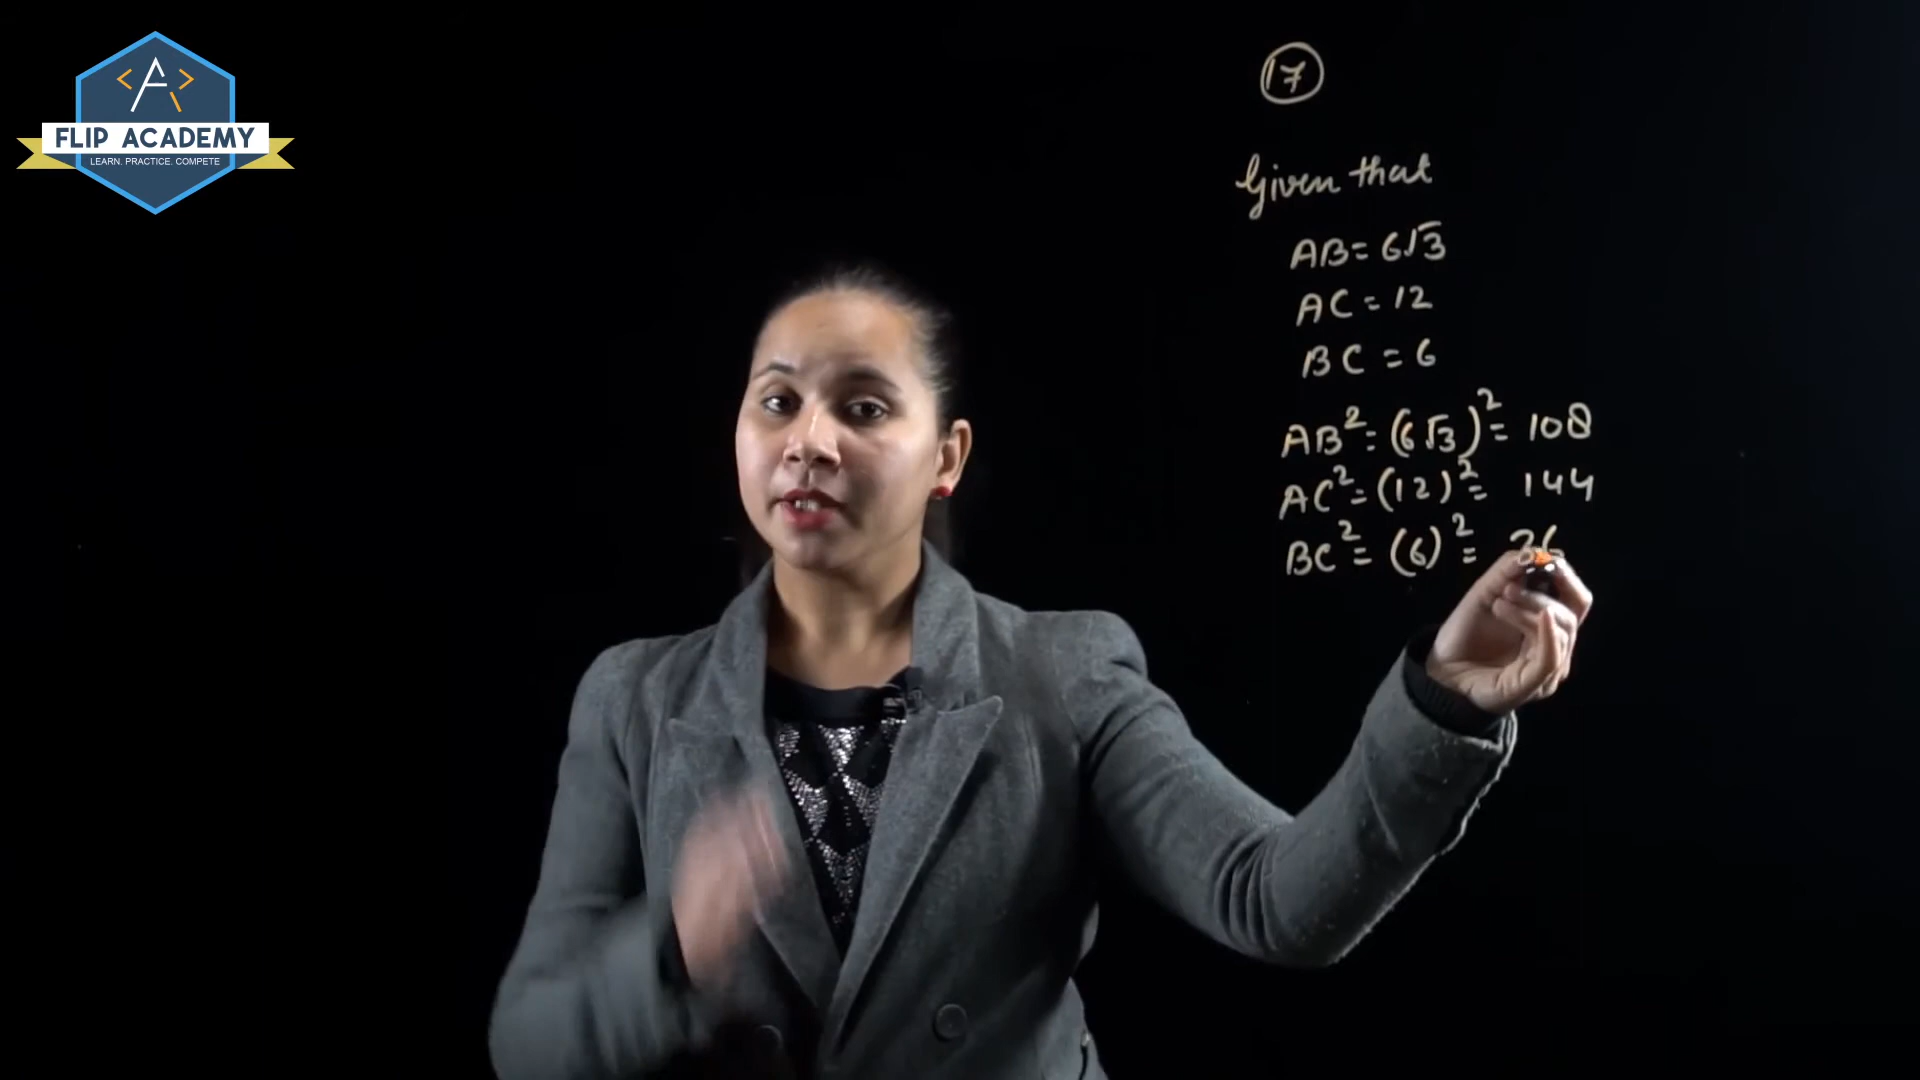 FLIP ACADEMY
LEARN. PRACTICE. COMPETE
17
Given that
AB = 6√3
AC = 12
BC = 6
AB² = (6√3)² = 108
AC² = (12)² = 144
BC² = (6)² = 36